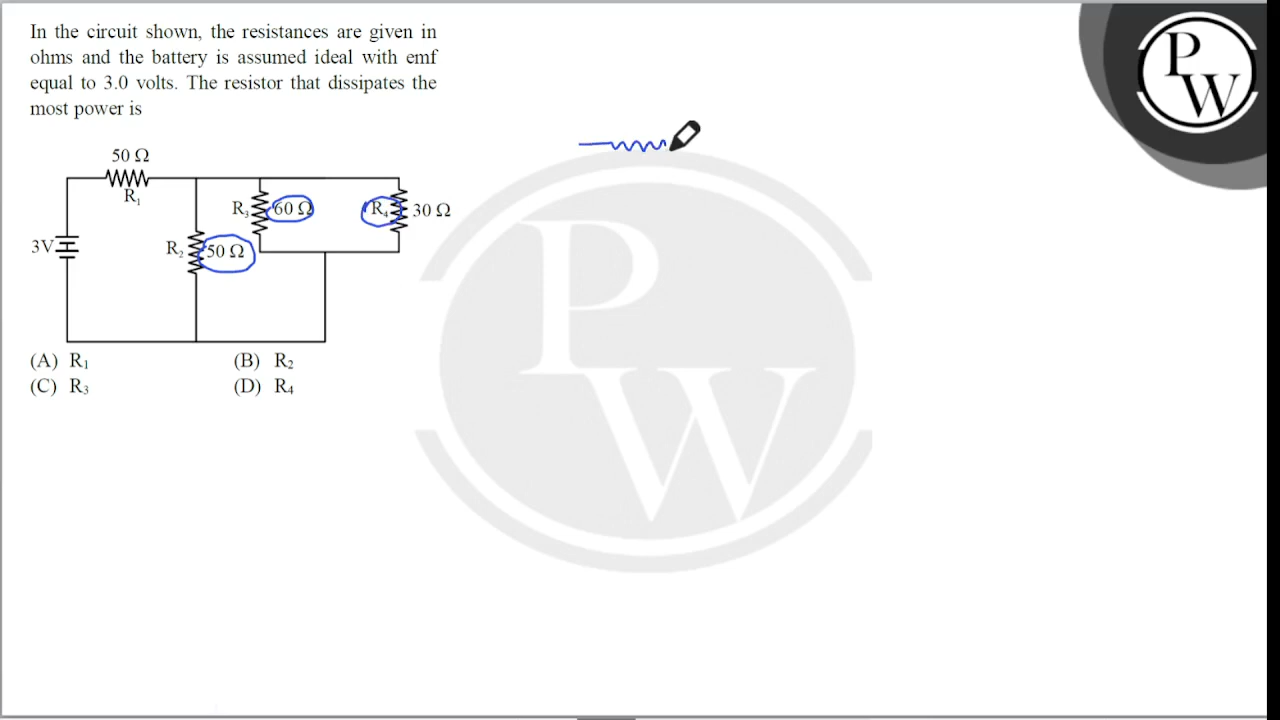 In the circuit shown, the resistances are given in
ohms and the battery is assumed ideal with emf
equal to 3.0 volts. The resistor that dissipates the
most power is
50 Ω
R₁
R₃ 60 Ω R₄ 30 Ω
3V R₂ 50 Ω
(A) R₁ (B) R₂
(C) R₃ (D) R₄
P
W
P
W